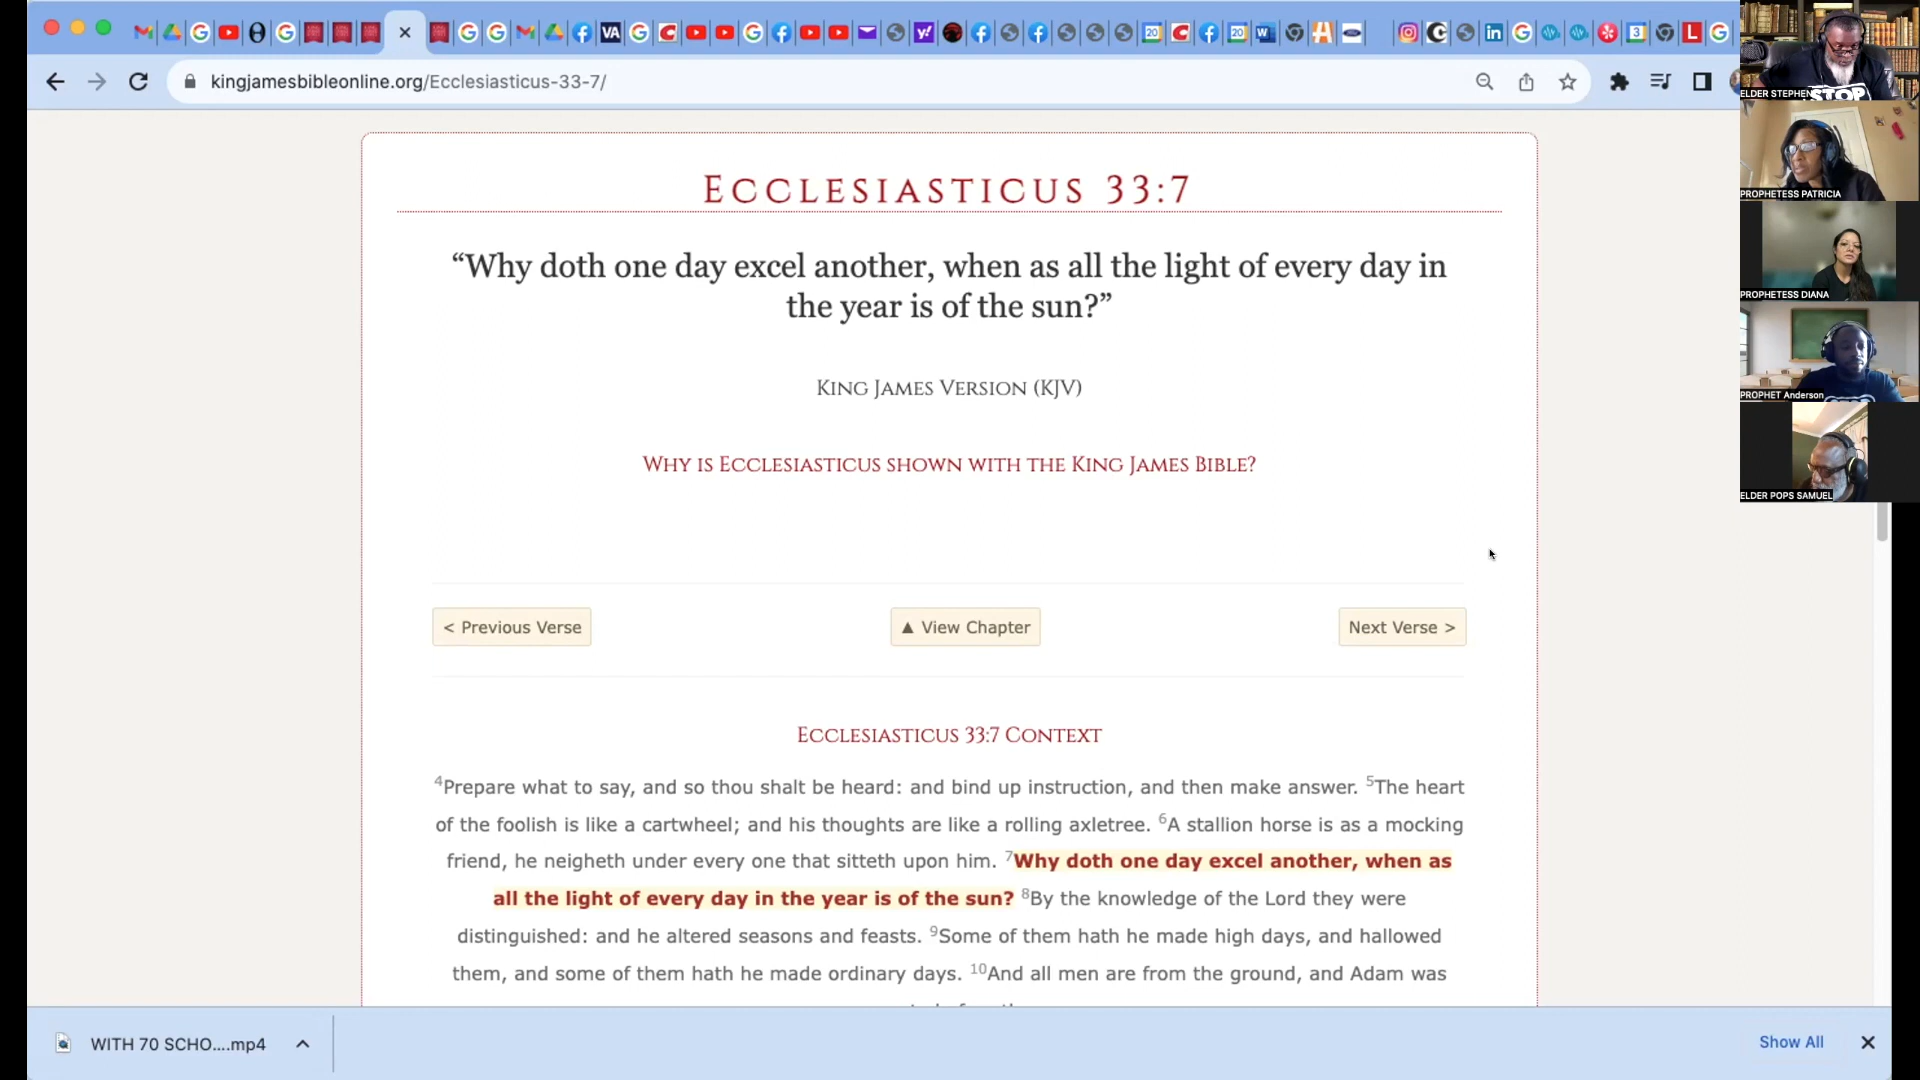 kingjamesbibleonline.org/Ecclesiasticus-33-7/
ECCLESIASTICUS 33:7
“Why doth one day excel another, when as all the light of every day in
the year is of the sun?”
KING JAMES VERSION (KJV)
WHY IS ECCLESIASTICUS SHOWN WITH THE KING JAMES BIBLE?
< Previous Verse
▲ View Chapter
Next Verse >
ECCLESIASTICUS 33:7 CONTEXT
4Prepare what to say, and so thou shalt be heard: and bind up instruction, and then make answer. 5The heart
of the foolish is like a cartwheel; and his thoughts are like a rolling axletree. 6A stallion horse is as a mocking
friend, he neigheth under every one that sitteth upon him. 7Why doth one day excel another, when as
all the light of every day in the year is of the sun? 8By the knowledge of the Lord they were
distinguished: and he altered seasons and feasts. 9Some of them hath he made high days, and hallowed
them, and some of them hath he made ordinary days. 10And all men are from the ground, and Adam was
WITH 70 SCHO....mp4
Show All
ELDER STEPHEN
STOP
PROPHETESS PATRICIA
PROPHETESS DIANA
PROPHET Anderson
ELDER POPS SAMUEL